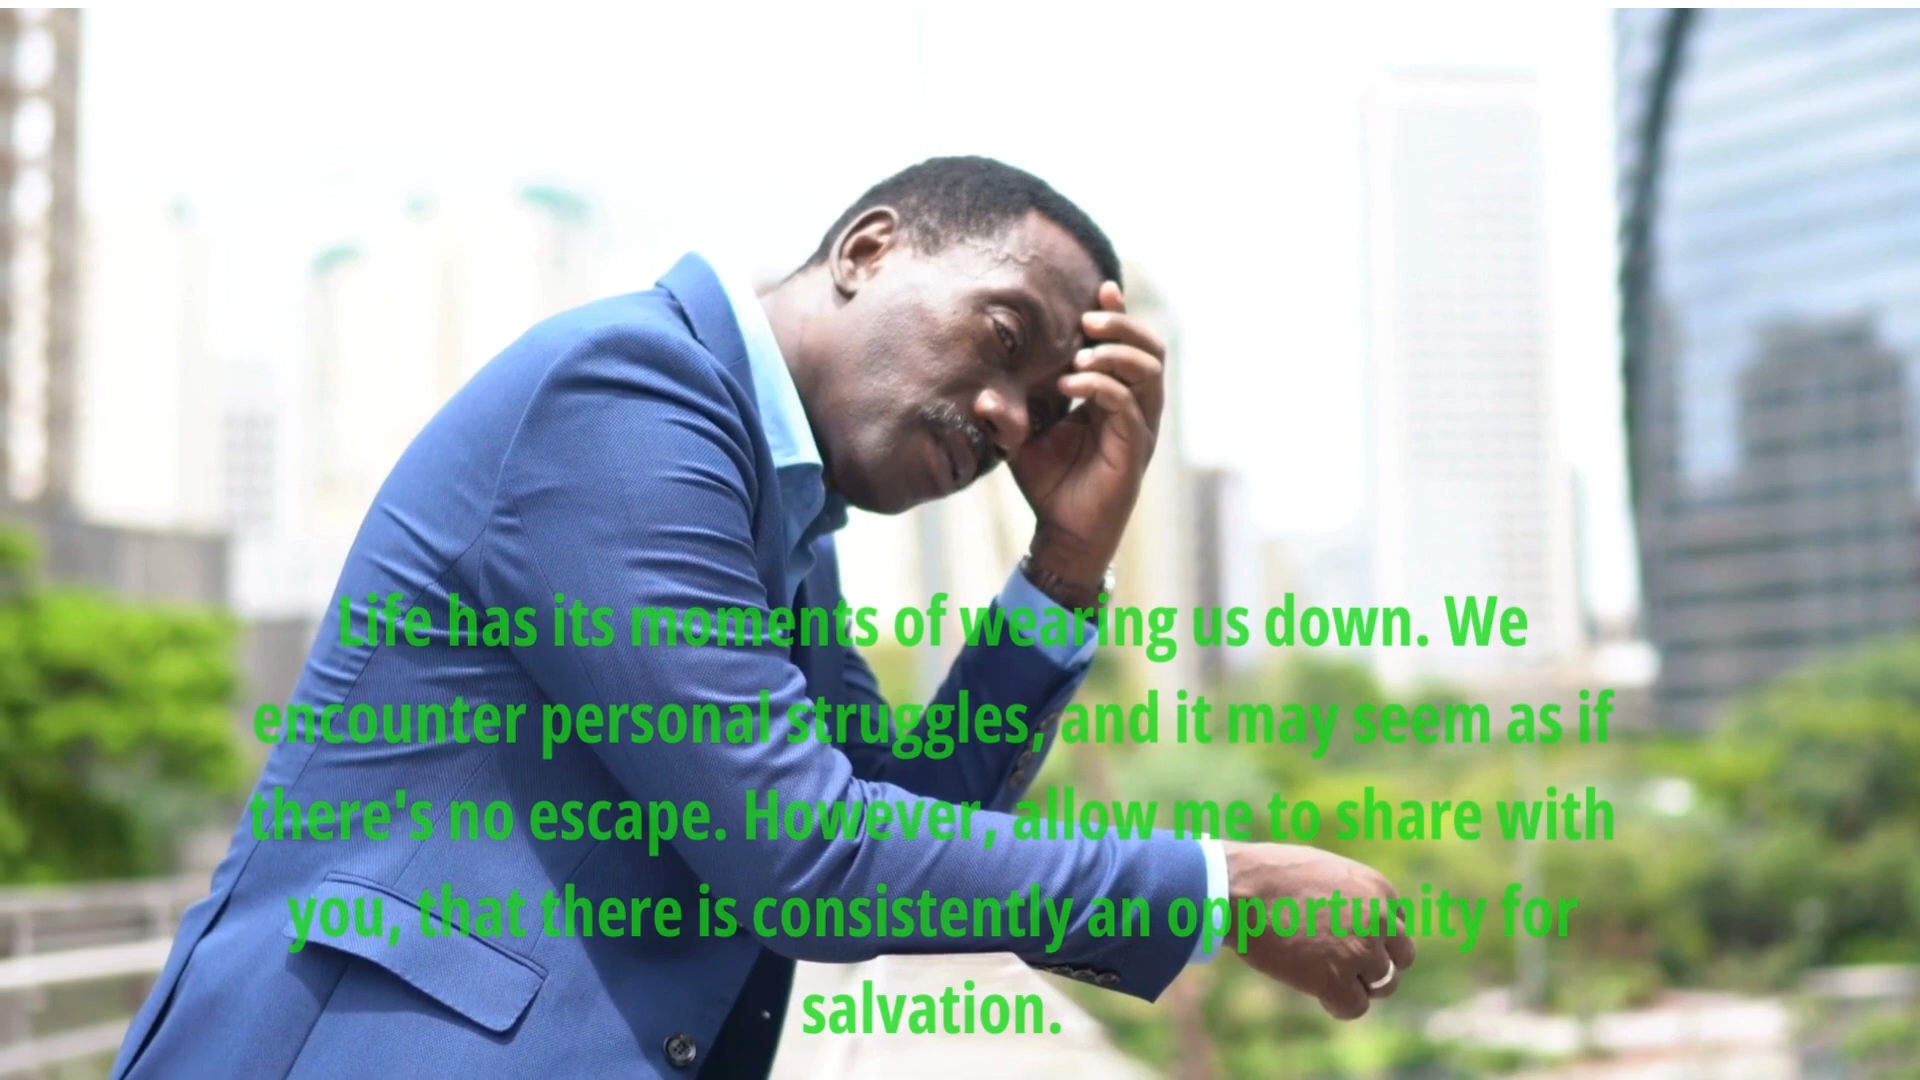 Life has its moments of wearing us down. We
encounter personal struggles, and it may seem as if
there's no escape. However, allow me to share with
you, that there is consistently an opportunity for
salvation.